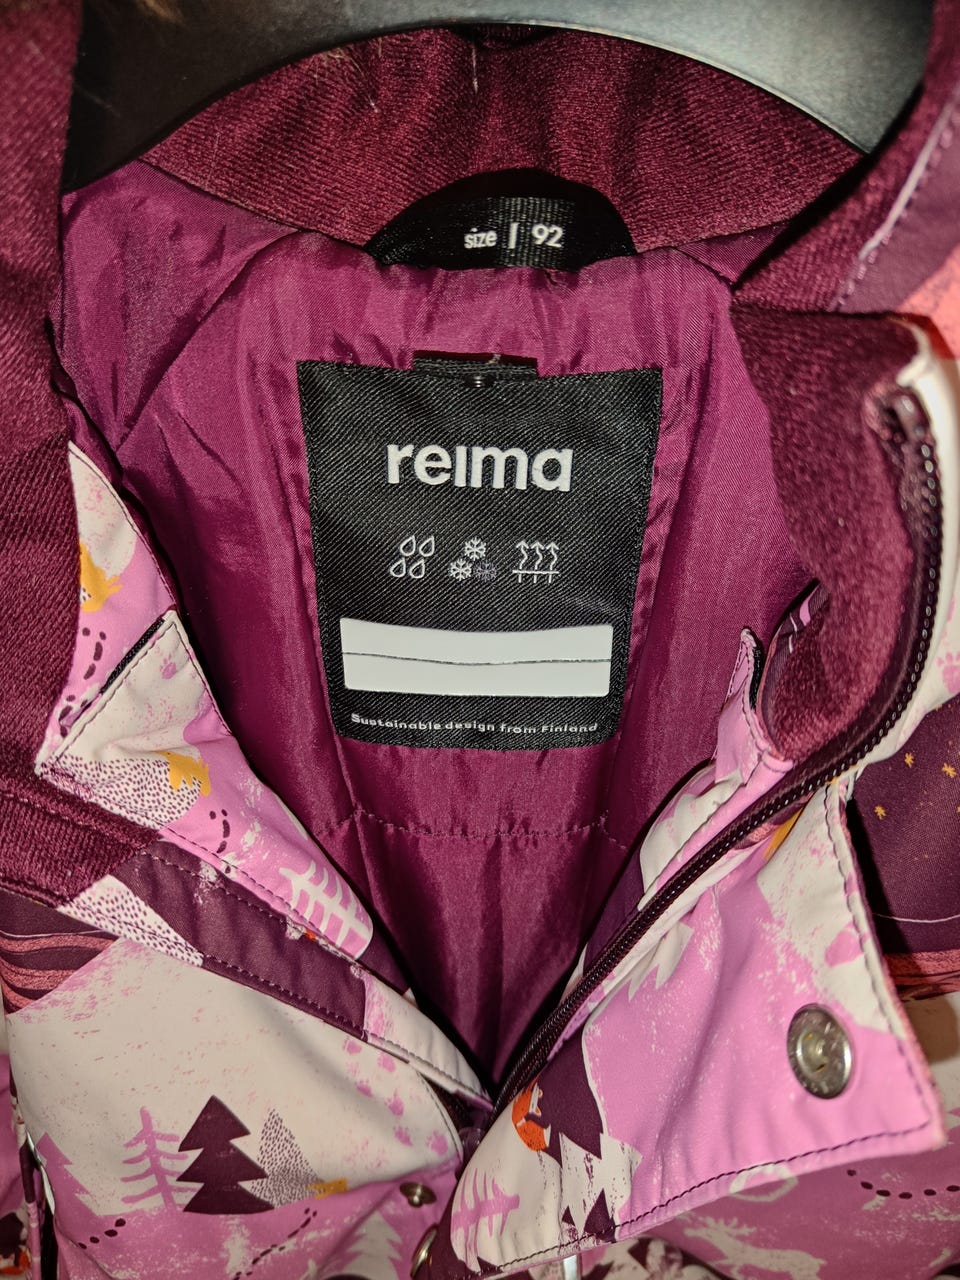 size | 92
reima
Sustainable design from Finland